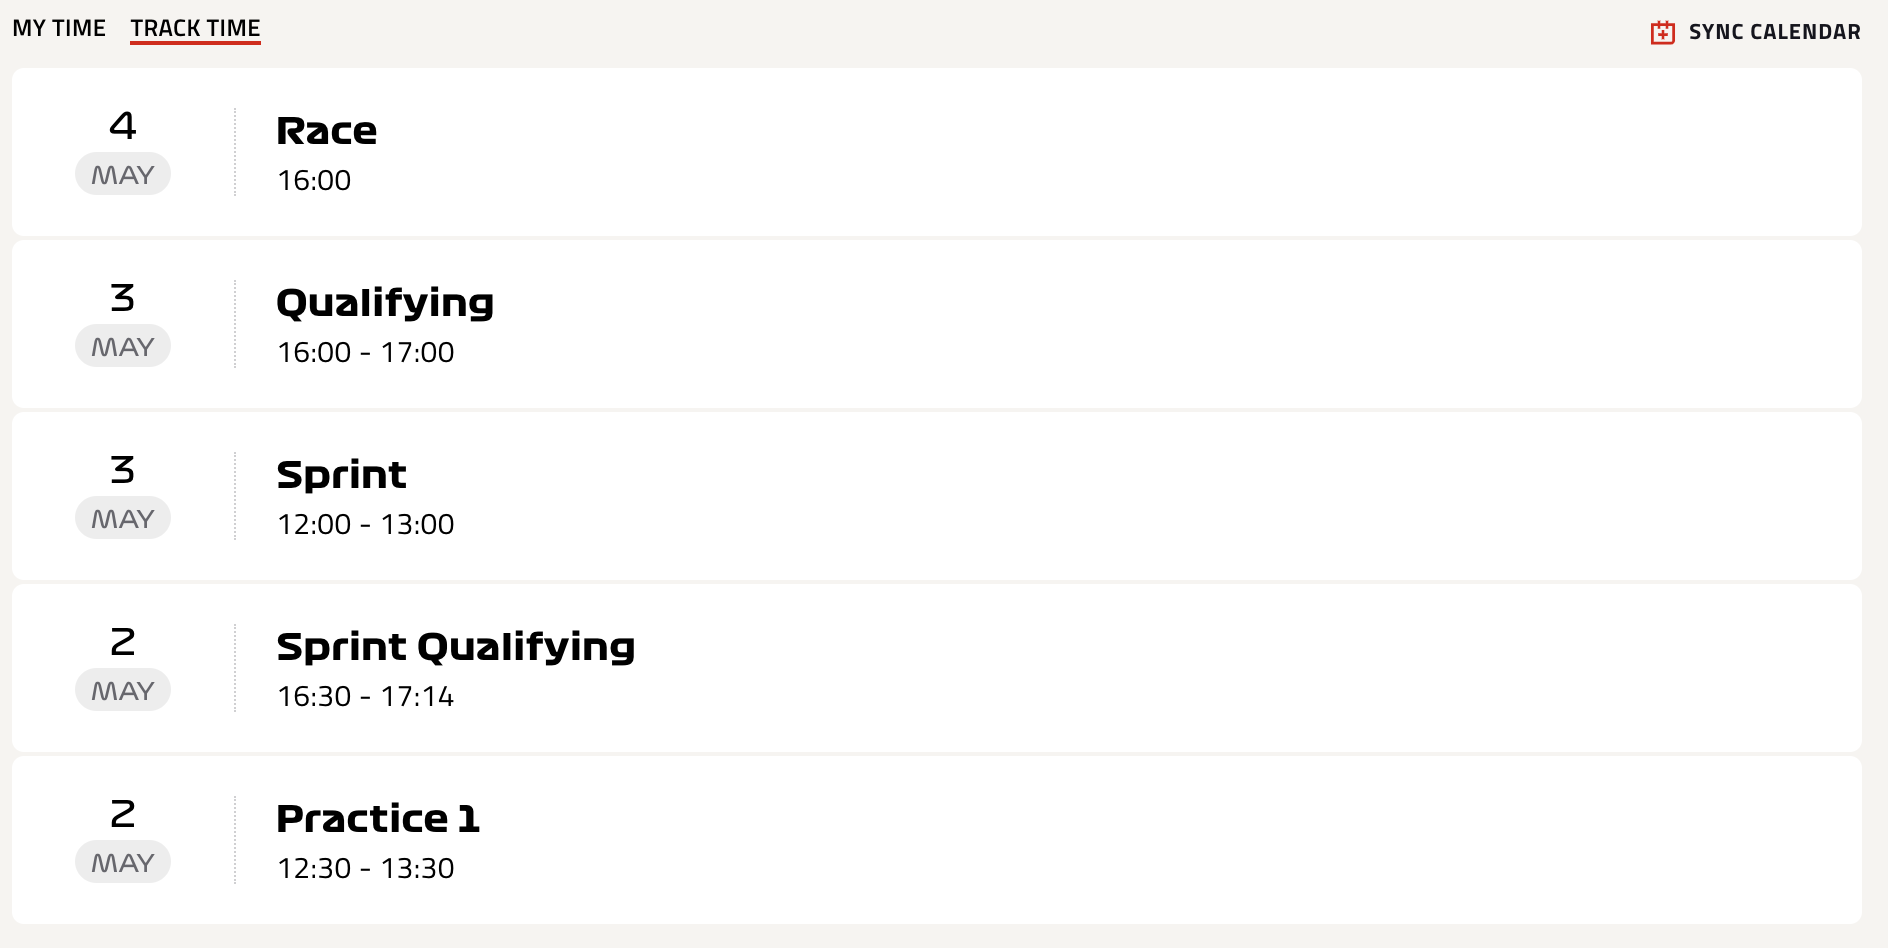 MY TIME
TRACK TIME
SYNC CALENDAR
4
MAY
Race
16:00
3
MAY
Qualifying
16:00 - 17:00
3
MAY
Sprint
12:00 - 13:00
2
MAY
Sprint Qualifying
16:30 - 17:14
2
MAY
Practice 1
12:30 - 13:30